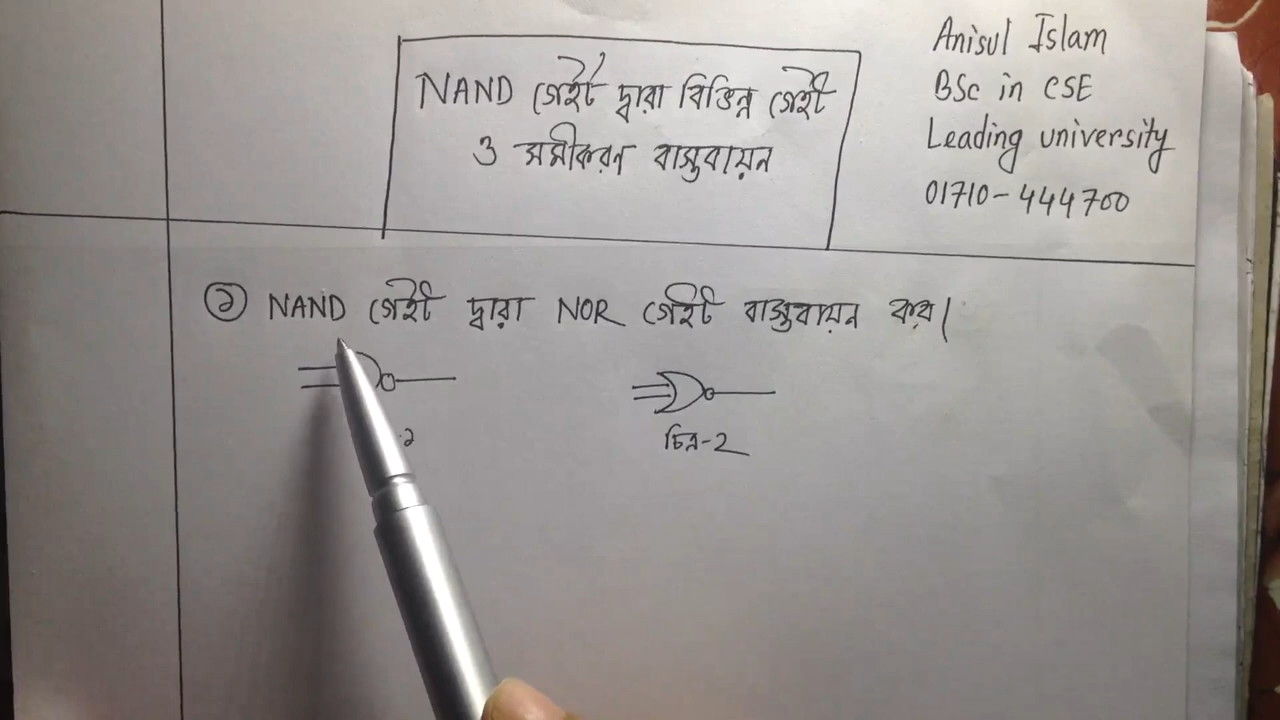 NAND গেইট দ্বারা বিভিন্ন গেইট
ও সমীকরণ বাস্তবায়ন
Anisul Islam
BSc in CSE
Leading university
01710-444700
১ NAND গেইট দ্বারা NOR গেইট বাস্তবায়ন কর।
চিত্র-2